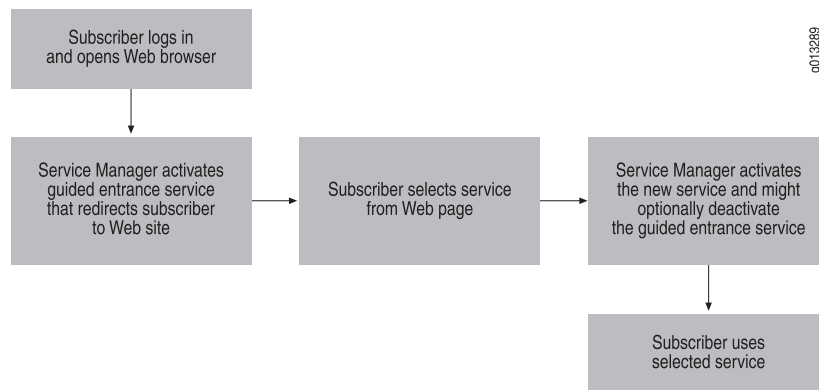 Subscriber logs in
and opens Web browser
g013289
Service Manager activates
guided entrance service
that redirects subscriber
to Web site
Subscriber selects service
from Web page
Service Manager activates
the new service and might
optionally deactivate
the guided entrance service
Subscriber uses
selected service